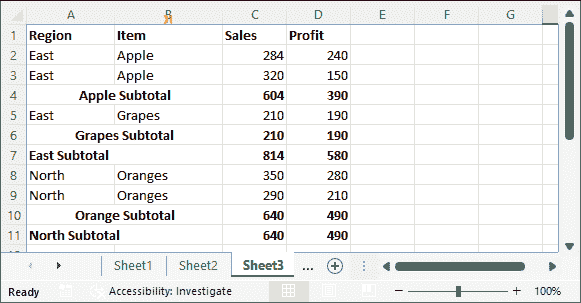 A B C D E F G
1 Region Item Sales Profit
2 East Apple 284 240
3 East Apple 320 150
4 Apple Subtotal 604 390
5 East Grapes 210 190
6 Grapes Subtotal 210 190
7 East Subtotal 814 580
8 North Oranges 350 280
9 North Oranges 290 210
10 Orange Subtotal 640 490
11 North Subtotal 640 490
Sheet1 Sheet2 Sheet3 ...
Ready Accessibility: Investigate 100%